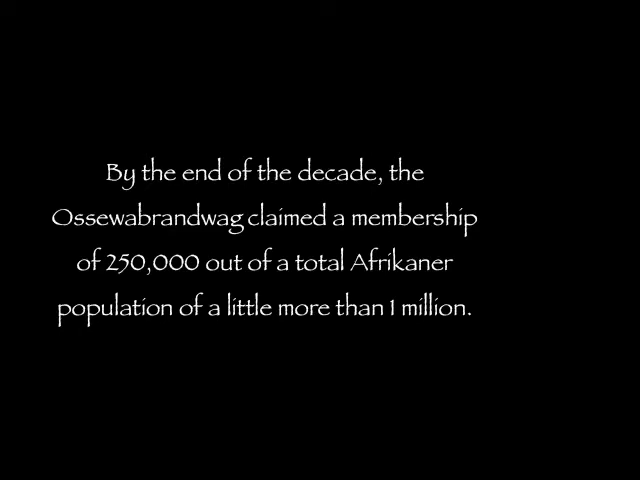 By the end of the decade, the
Ossewabrandwag claimed a membership
of 250,000 out of a total Afrikaner
population of a little more than 1 million.